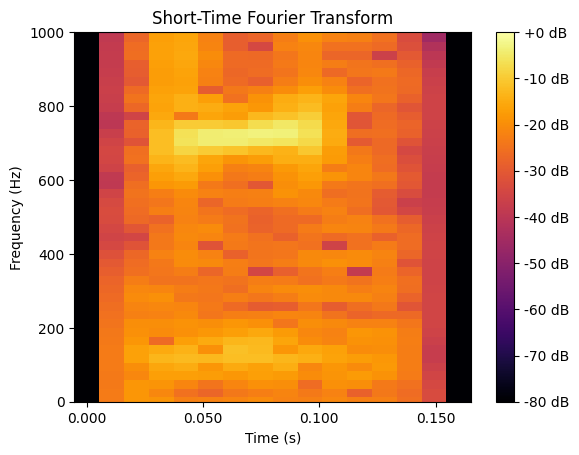 Short-Time Fourier Transform
1000
800
600
400
200
0
Frequency (Hz)
0.000
0.050
0.100
0.150
Time (s)
+0 dB
-10 dB
-20 dB
-30 dB
-40 dB
-50 dB
-60 dB
-70 dB
-80 dB